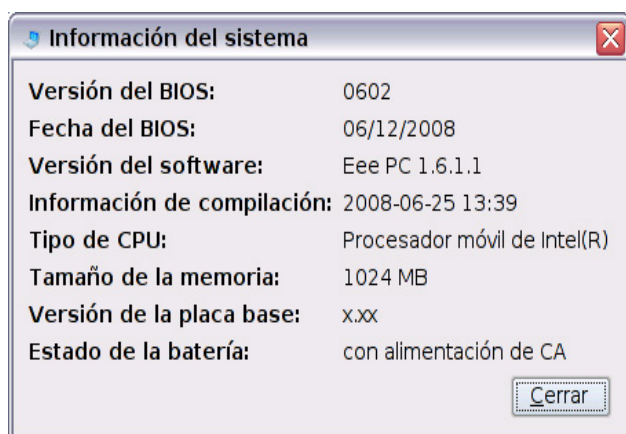 Información del sistema
Versión del BIOS: 0602
Fecha del BIOS: 06/12/2008
Versión del software: Eee PC 1.6.1.1
Información de compilación: 2008-06-25 13:39
Tipo de CPU: Procesador móvil de Intel(R)
Tamaño de la memoria: 1024 MB
Versión de la placa base: x.xx
Estado de la batería: con alimentación de CA
Cerrar